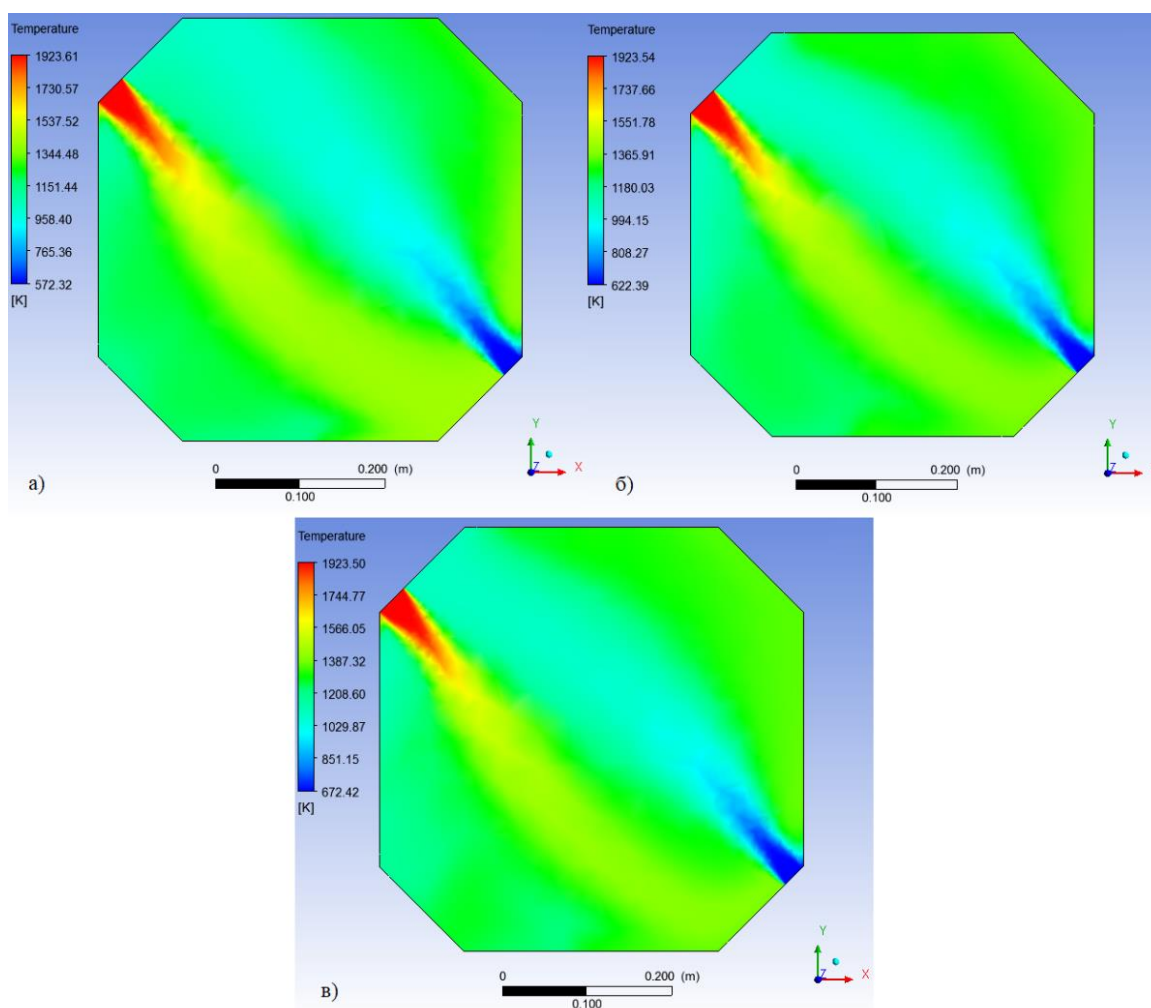 Temperature
1923.61
1730.57
1537.52
1344.48
1151.44
958.40
765.36
572.32
[K]
Y
X
Z
0
0.200 (m)
0.100
а)
Temperature
1923.54
1737.66
1551.78
1365.91
1180.03
994.15
808.27
622.39
[K]
Y
X
Z
0
0.200 (m)
0.100
б)
Temperature
1923.50
1744.77
1566.05
1387.32
1208.60
1029.87
851.15
672.42
[K]
Y
X
Z
0
0.200 (m)
0.100
в)